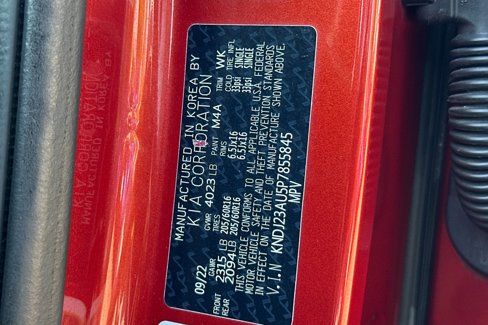 MANUFACTURED IN KOREA BY
KIA CORPORATION
09/22
GVWR 4023 LB
PAINT M4A
TRIM WK
GAWR TIRES RIMS COLD TIRE INFL
FRONT 2315 LB 205/60R16 6.5Jx16 33psi SINGLE
REAR 2094 LB 205/60R16 6.5Jx16 33psi SINGLE
THIS VEHICLE CONFORMS TO ALL APPLICABLE U.S.A. FEDERAL
MOTOR VEHICLE SAFETY AND THEFT PREVENTION STANDARDS
IN EFFECT ON THE DATE OF MANUFACTURE SHOWN ABOVE.
V.I.N KNDJ23AU5P7855845
MPV